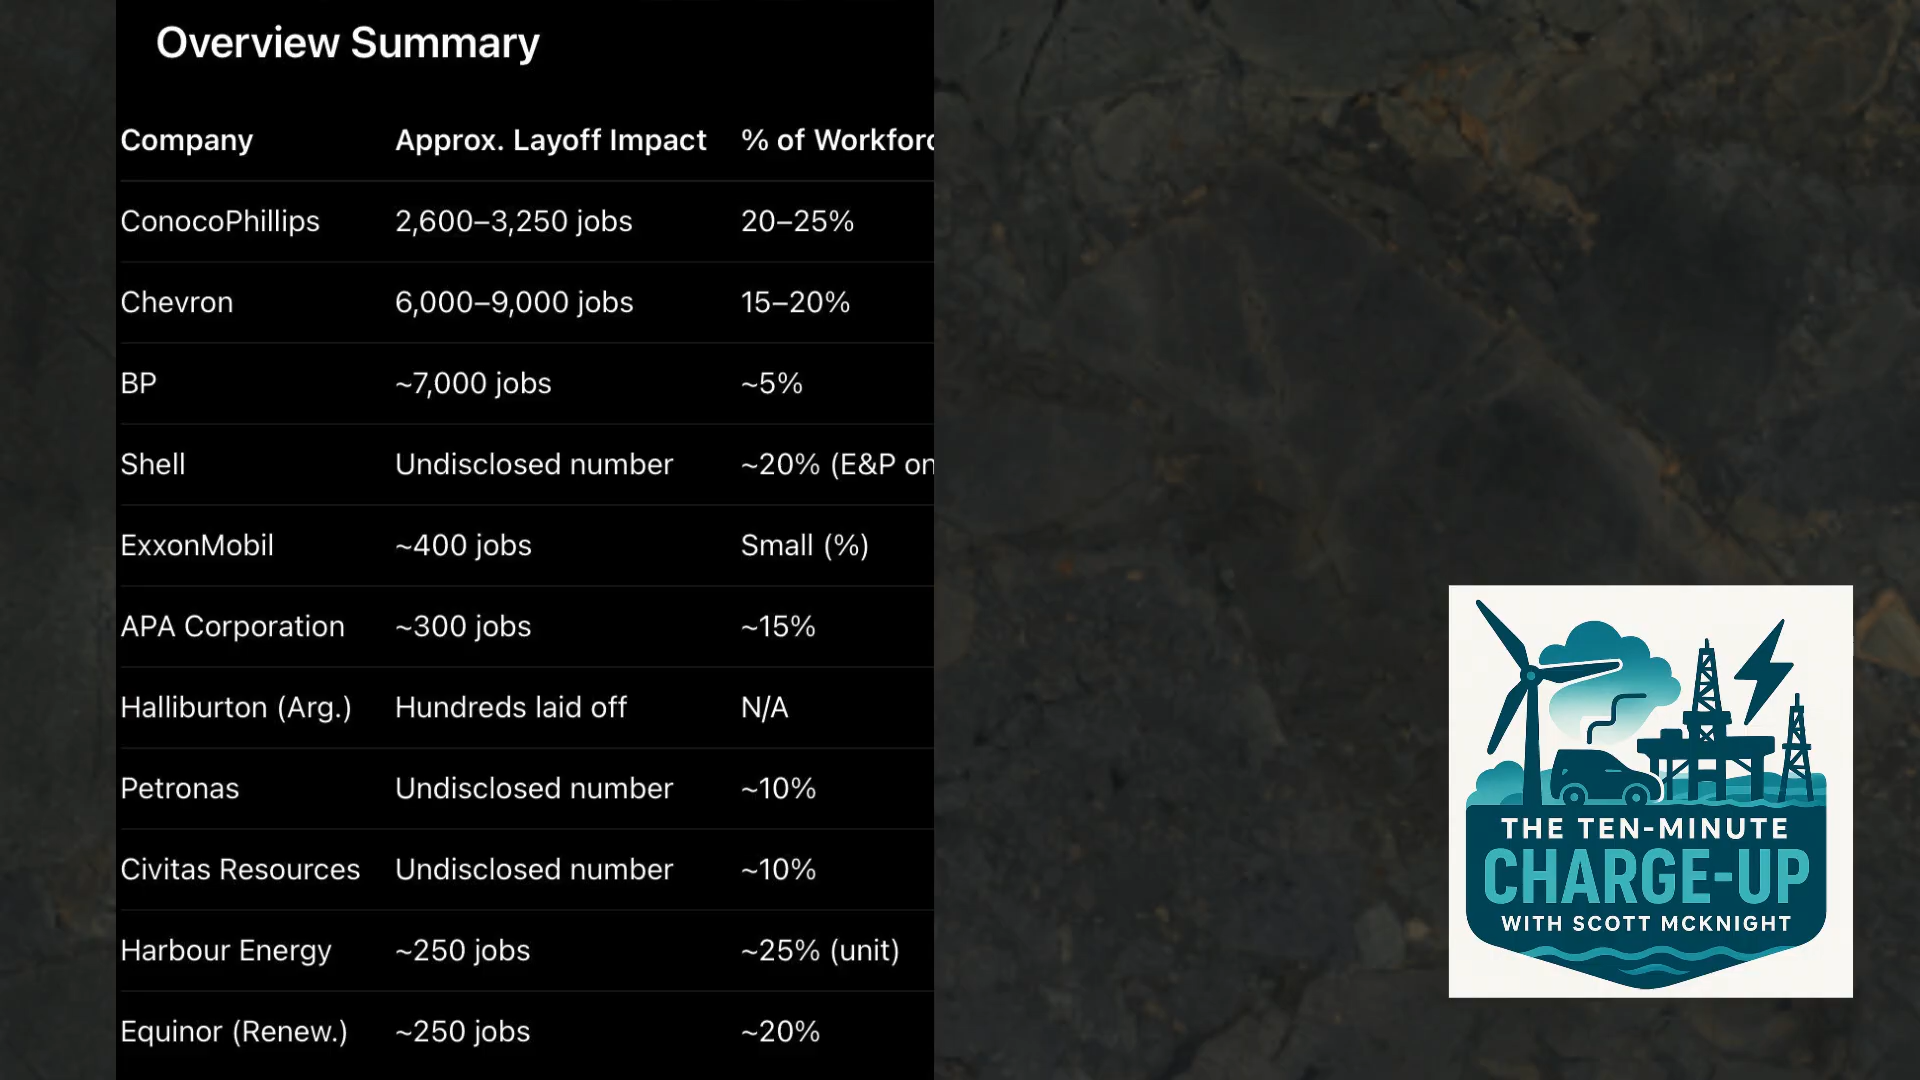 Overview Summary
Company Approx. Layoff Impact % of Workforc
ConocoPhillips 2,600–3,250 jobs 20–25%
Chevron 6,000–9,000 jobs 15–20%
BP ~7,000 jobs ~5%
Shell Undisclosed number ~20% (E&P on
ExxonMobil ~400 jobs Small (%)
APA Corporation ~300 jobs ~15%
Halliburton (Arg.) Hundreds laid off N/A
Petronas Undisclosed number ~10%
Civitas Resources Undisclosed number ~10%
Harbour Energy ~250 jobs ~25% (unit)
Equinor (Renew.) ~250 jobs ~20%
THE TEN-MINUTE
CHARGE-UP
WITH SCOTT MCKNIGHT